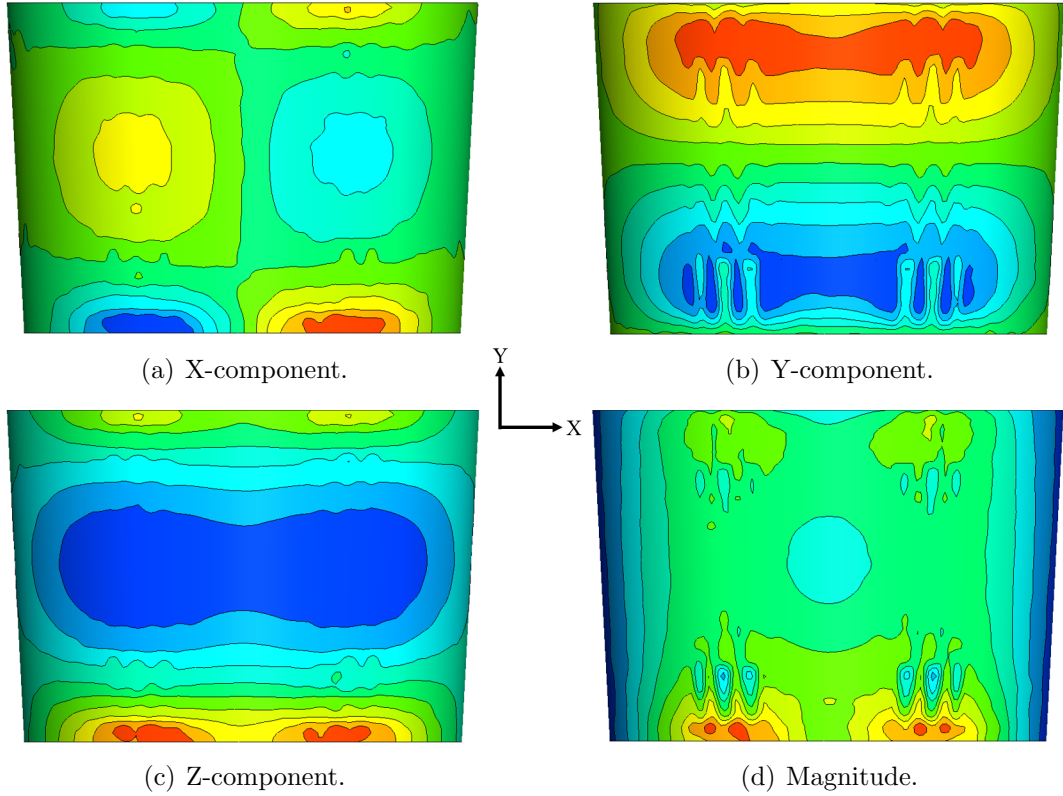 (a) X-component.
(b) Y-component.
Y
X
(c) Z-component.
(d) Magnitude.